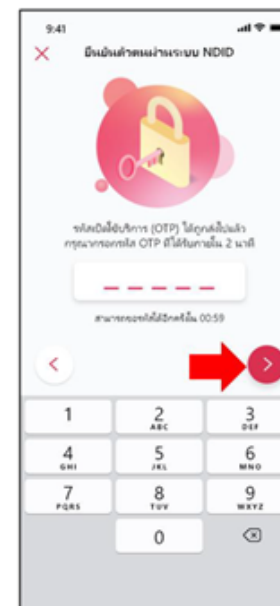 9:41
ยืนยันตัวตนผ่านระบบ NDID
รหัสเปิดใช้บริการ (OTP) ได้ถูกส่งไปแล้ว
กรุณากรอกรหัส OTP ที่ได้รับภายใน 2 นาที
สามารถขอรหัสได้อีกครั้งใน 00:59
1
2 ABC
3 DEF
4 GHI
5 JKL
6 MNO
7 PQRS
8 TUV
9 WXYZ
0